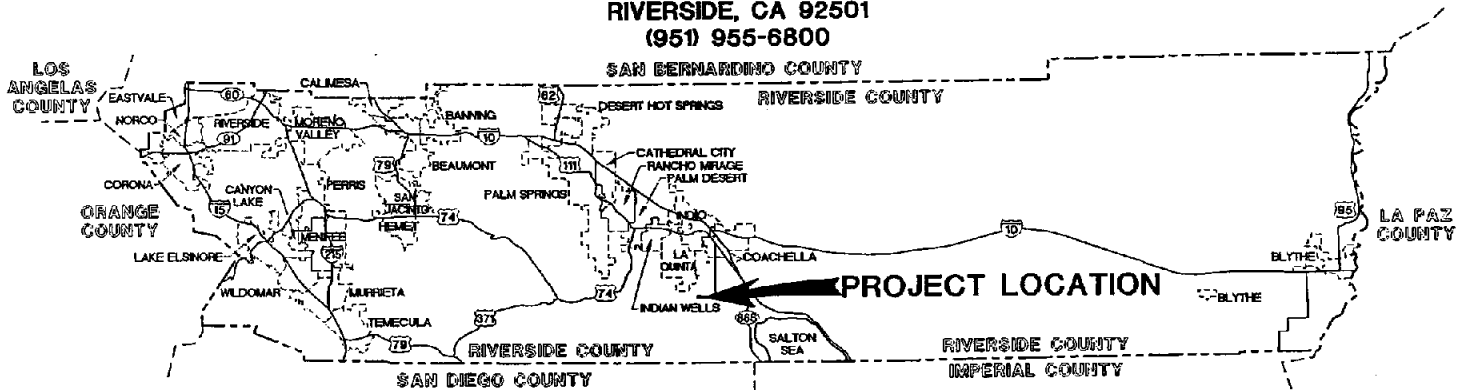 RIVERSIDE, CA 92501
(951) 955-6800
LOS
ANGELAS
COUNTY
SAN BERNARDINO COUNTY
RIVERSIDE COUNTY
EASTVALE
NORCO
60
RIVERSIDE
91
CALIMESA
MORENO
VALLEY
BANNING
10
62
DESERT HOT SPRINGS
79
BEAUMONT
111
CATHEDRAL CITY
RANCHO MIRAGE
PALM DESERT
CORONA
CANYON
LAKE
PERRIS
SAN
JACINTO
HEMET
74
PALM SPRINGS
INDIO
10
95
LA PAZ
COUNTY
ORANGE
COUNTY
15
MENIFEE
215
LAKE ELSINORE
LA
QUINTA
COACHELLA
BLYTHE
BLYTHE
WILDOMAR
MURRIETA
74
INDIAN WELLS
PROJECT LOCATION
TEMECULA
79
371
SALTON
SEA
RIVERSIDE COUNTY
SAN DIEGO COUNTY
RIVERSIDE COUNTY
IMPERIAL COUNTY